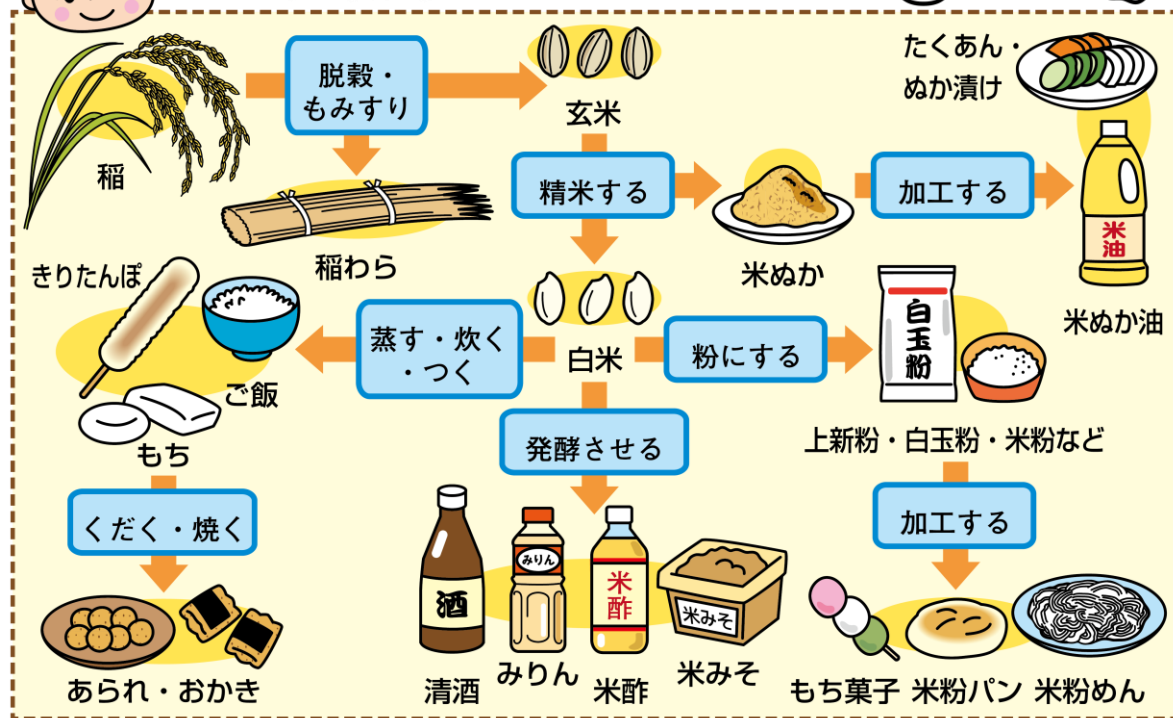 稲
脱穀・
もみすり
玄米
たくあん・
ぬか漬け
稲わら
精米する
米ぬか
加工する
米油
米ぬか油
きりたんぽ
ご飯
もち
蒸す・炊く
・つく
白米
粉にする
白玉粉
上新粉・白玉粉・米粉など
発酵させる
くだく・焼く
加工する
あられ・おかき
酒
清酒
みりん
みりん
米酢
米酢
米みそ
米みそ
もち菓子
米粉パン
米粉めん